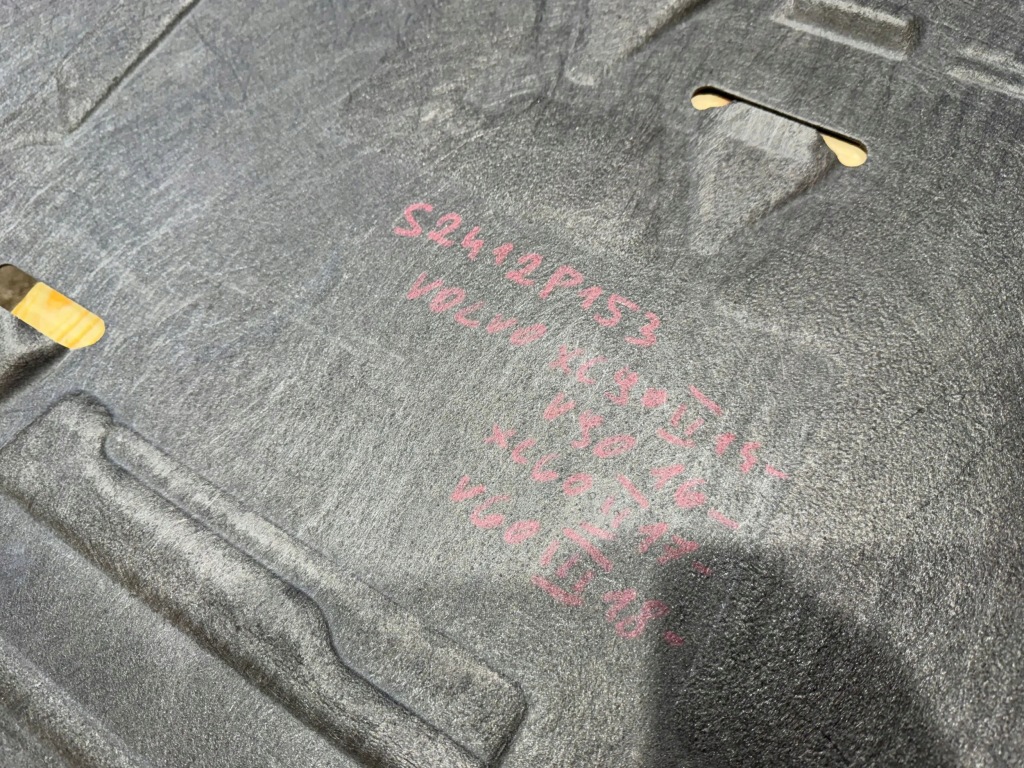 S2412P153
VOLVO XC90 II 15-
V90 16-
XC60 II 17-
V60 II 18-